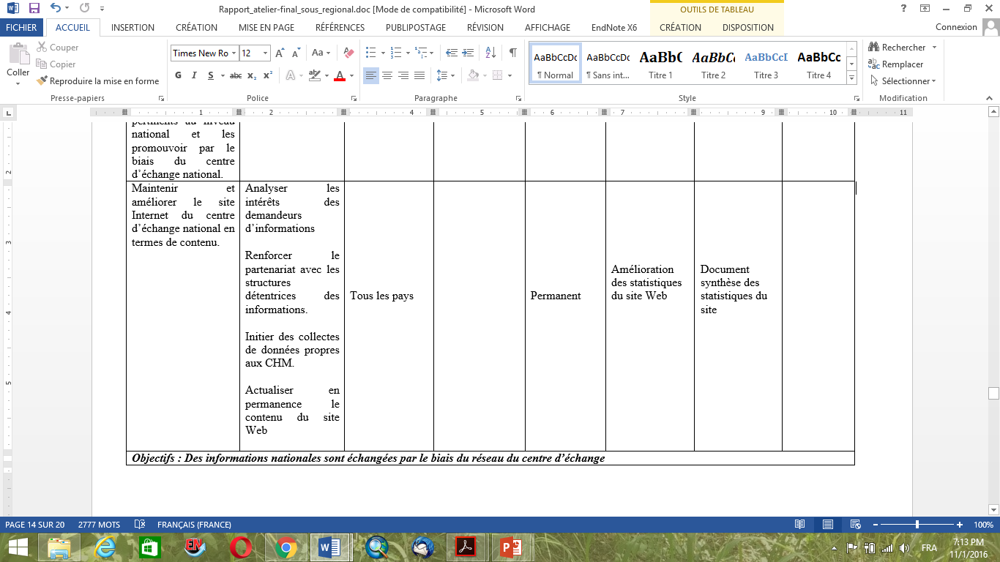 Rapport_atelier-final_sous_regional.doc [Mode de compatibilité] - Microsoft Word
OUTILS DE TABLEAU
FICHIER ACCUEIL INSERTION CRÉATION MISE EN PAGE RÉFÉRENCES PUBLIPOSTAGE RÉVISION AFFICHAGE EndNote X6 CRÉATION DISPOSITION Connexion
Coller
Couper
Copier
Reproduire la mise en forme
Presse-papiers
Times New Ro 12
G I S abc x₂ x²
Police
Paragraphe
AaBbCcDc AaBbCcDc AaBbC AaBbCc AaBbCcI AaBbCc
¶ Normal ¶ Sans int... Titre 1 Titre 2 Titre 3 Titre 4
Style
Rechercher
Remplacer
Sélectionner
Modification
1 2 4 5 6 7 9 10 11
2
3
4
5
pertinents au niveau
national et les
promouvoir par le
biais du centre
d’échange national.
Maintenir et
améliorer le site
Internet du centre
d’échange national en
termes de contenu.
Analyser les
intérêts des
demandeurs
d’informations
Renforcer le
partenariat avec les
structures
détentrices des
informations.
Initier des collectes
de données propres
aux CHM.
Actualiser en
permanence le
contenu du site
Web
Tous les pays
Permanent
Amélioration
des statistiques
du site Web
Document
synthèse des
statistiques du
site
Objectifs : Des informations nationales sont échangées par le biais du réseau du centre d’échange
PAGE 14 SUR 20 2777 MOTS FRANÇAIS (FRANCE) 100%
FRA
7:13 PM
11/1/2016